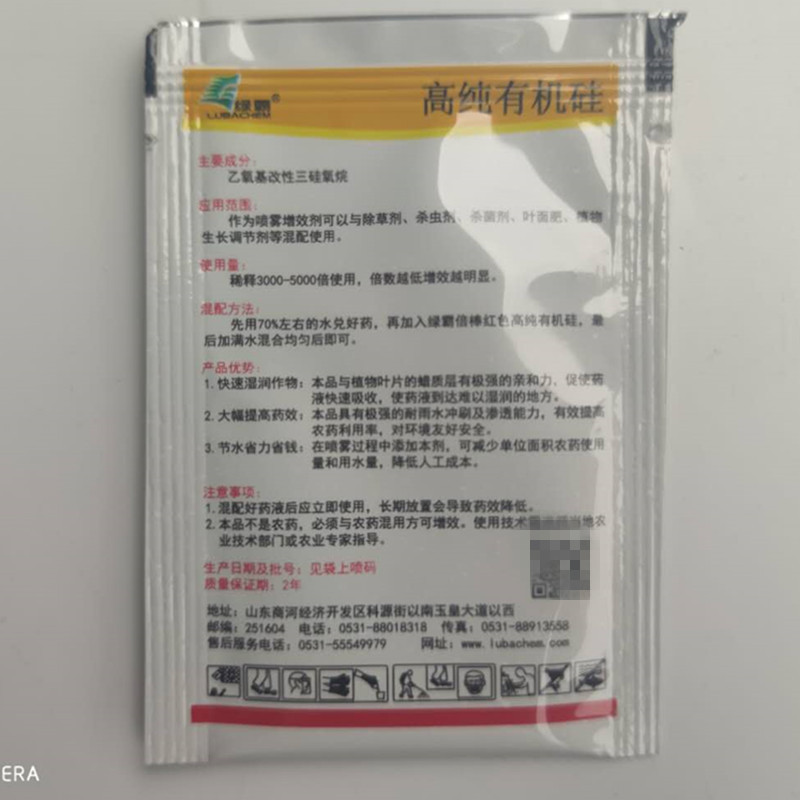 绿霸®
LUBACHEM
高纯有机硅
主要成分：
乙氧基改性三硅氧烷
应用范围：
作为喷雾增效剂可以与除草剂、杀虫剂、杀菌剂、叶面肥、植物
生长调节剂等混配使用。
使用量：
稀释3000-5000倍使用，倍数越低增效越明显。
混配方法：
先用70%左右的水兑好药，再加入绿霸倍棒红色高纯有机硅，最
后加满水混合均匀后即可。
产品优势：
1.快速湿润作物：本品与植物叶片的蜡质层有极强的亲和力，促使药
液快速吸收，使药液到达难以湿润的地方。
2.大幅提高药效：本品具有极强的耐雨水冲刷及渗透能力，有效提高
农药利用率，对环境友好安全。
3.节水省力省钱：在喷雾过程中添加本剂，可减少单位面积农药使用
量和用水量，降低人工成本。
注意事项：
1.混配好药液后应立即使用，长期放置会导致药效降低。
2.本品不是农药，必须与农药混用方可增效。使用技术地农
业技术部门或农业专家指导。
生产日期及批号：见袋上喷码
质量保证期：2年
地址：山东商河经济开发区科源街以南玉皇大道以西
邮编：251604 电话：0531-88018318 传真：0531-88913558
售后服务电话：0531-55549979 网址：www.lubachem.com
ERA